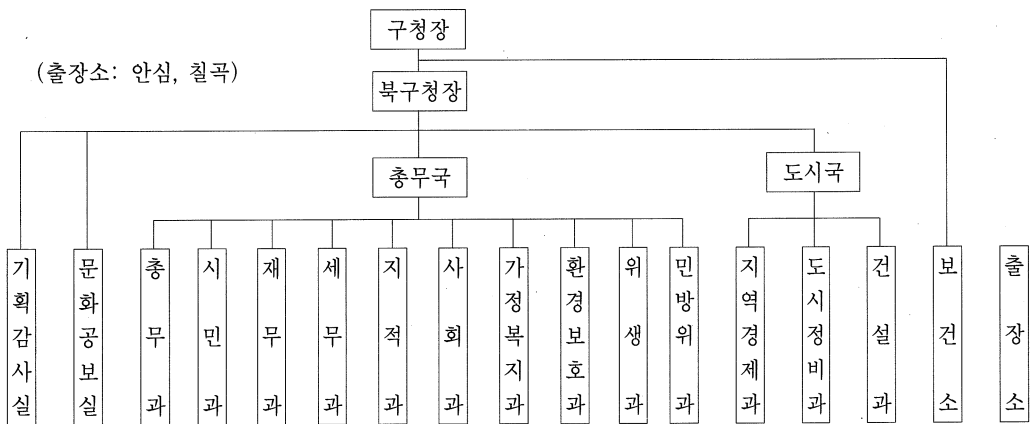 구청장
(출장소: 안심, 칠곡)
북구청장
총무국
도시국
기획감사실
문화공보실
총무과
시민과
재무과
세무과
지적과
사회과
가정복지과
환경보호과
위생과
민방위과
지역경제과
도시정비과
건설과
보건소
출장소